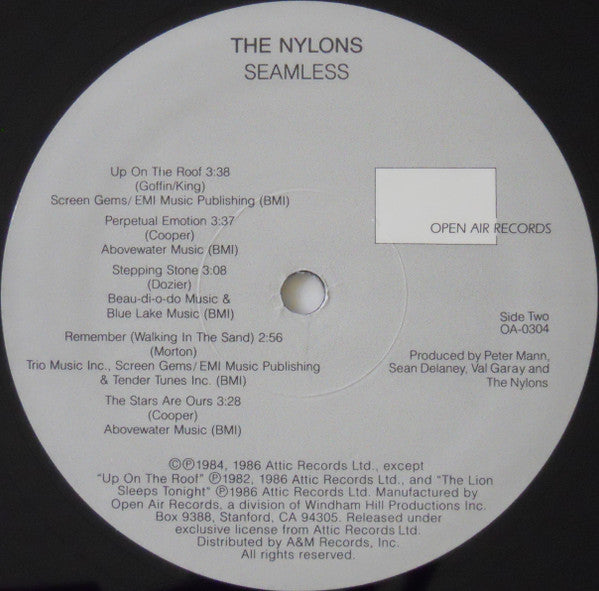 THE NYLONS
SEAMLESS
Up On The Roof 3:38
(Goffin/King)
Screen Gems/EMI Music Publishing (BMI)
Perpetual Emotion 3:37
(Cooper)
Abovewater Music (BMI)
Stepping Stone 3:08
(Dozier)
Beau-di-o-do Music &
Blue Lake Music (BMI)
Remember (Walking In The Sand) 2:56
(Morton)
Trio Music Inc., Screen Gems/EMI Music Publishing
& Tender Tunes Inc. (BMI)
The Stars Are Ours 3:28
(Cooper)
Abovewater Music (BMI)
OPEN AIR RECORDS
Side Two
OA-0304
Produced by Peter Mann,
Sean Delaney, Val Garay and
The Nylons
©℗1984, 1986 Attic Records Ltd., except
"Up On The Roof" ℗1982, 1986 Attic Records Ltd., and "The Lion
Sleeps Tonight" ℗1986 Attic Records Ltd. Manufactured by
Open Air Records, a division of Windham Hill Productions Inc.
Box 9388, Stanford, CA 94305. Released under
exclusive license from Attic Records Ltd.
Distributed by A&M Records, Inc.
All rights reserved.